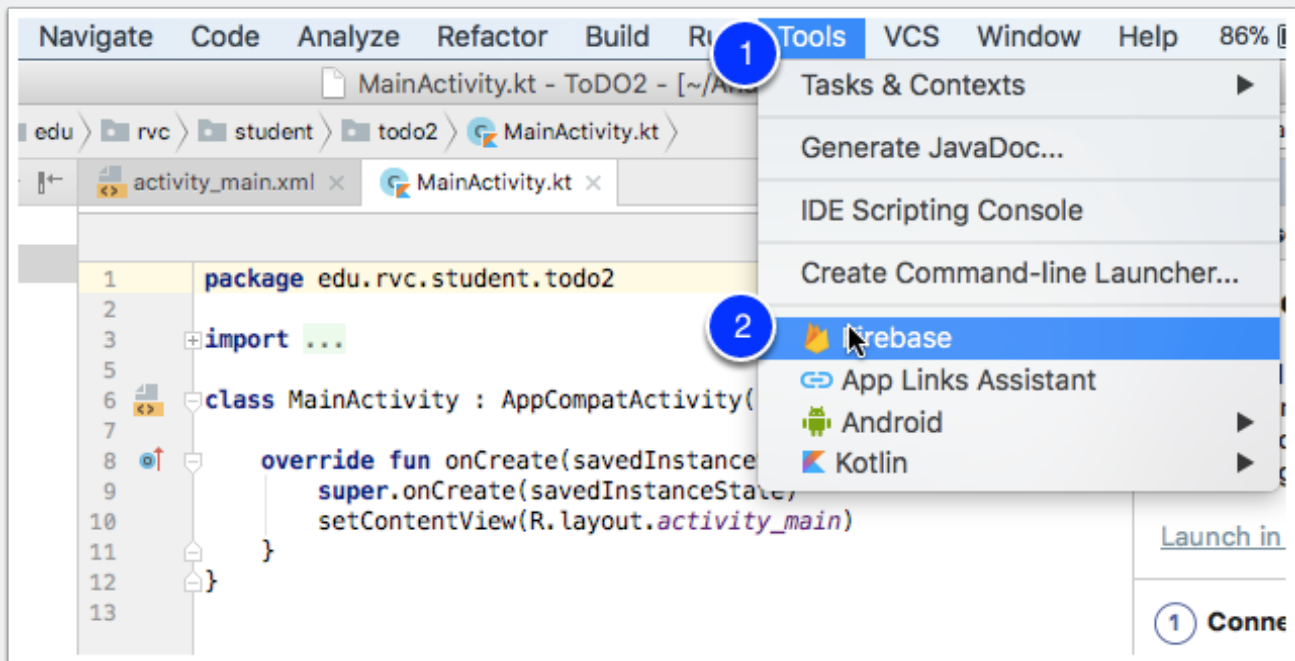 Navigate Code Analyze Refactor Build Tools VCS Window Help 86%
1
MainActivity.kt - ToDO2 - [~/
Tasks & Contexts
edu rvc student todo2 MainActivity.kt
Generate JavaDoc...
activity_main.xml MainActivity.kt
IDE Scripting Console
Create Command-line Launcher...
2
Firebase
App Links Assistant
Android
Kotlin
1 package edu.rvc.student.todo2
2
3 import ...
5
6 class MainActivity : AppCompatActivity(
7
8 override fun onCreate(savedInstance
9 super.onCreate(savedInstanceState)
10 setContentView(R.layout.activity_main)
11 }
12 }
13
Launch in
1 Conne